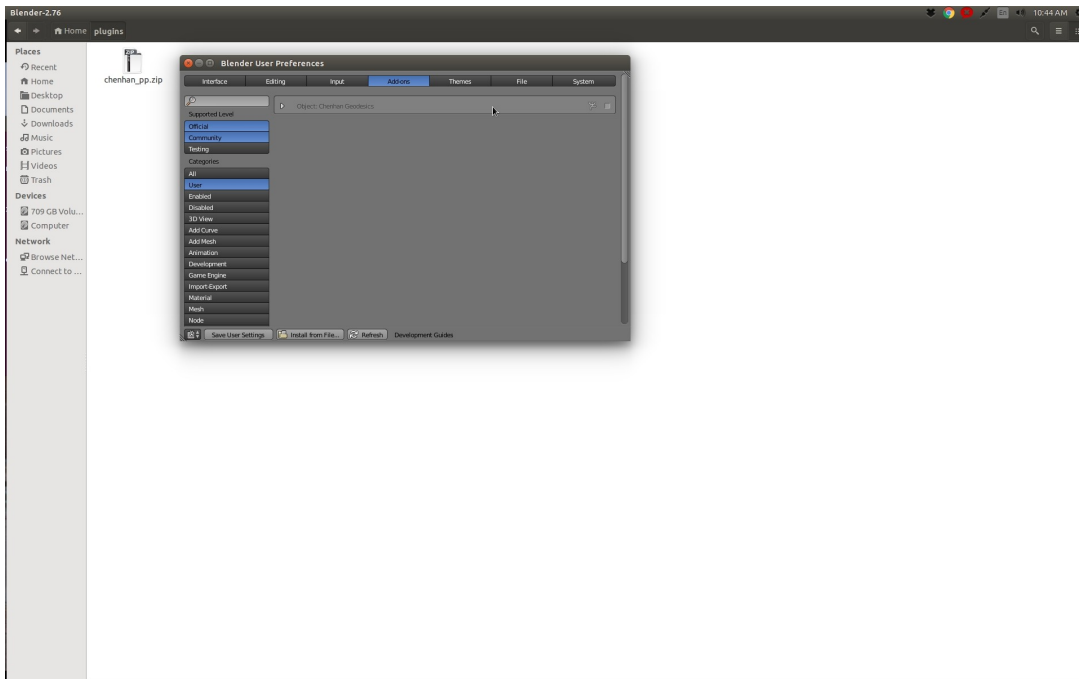 Blender-2.76
En
10:44 AM
Home plugins
Places
Recent
Home
Desktop
Documents
Downloads
Music
Pictures
Videos
Trash
Devices
709 GB Volu...
Computer
Network
Browse Net...
Connect to ...
ZIP
chenhan_pp.zip
Blender User Preferences
Interface Editing Input Add-ons Themes File System
Object: Chenhan Geodesics
Supported Level
Official
Community
Testing
Categories
All
User
Enabled
Disabled
3D View
Add Curve
Add Mesh
Animation
Development
Game Engine
Import-Export
Material
Mesh
Node
Save User Settings Install from File... Refresh Development Guides